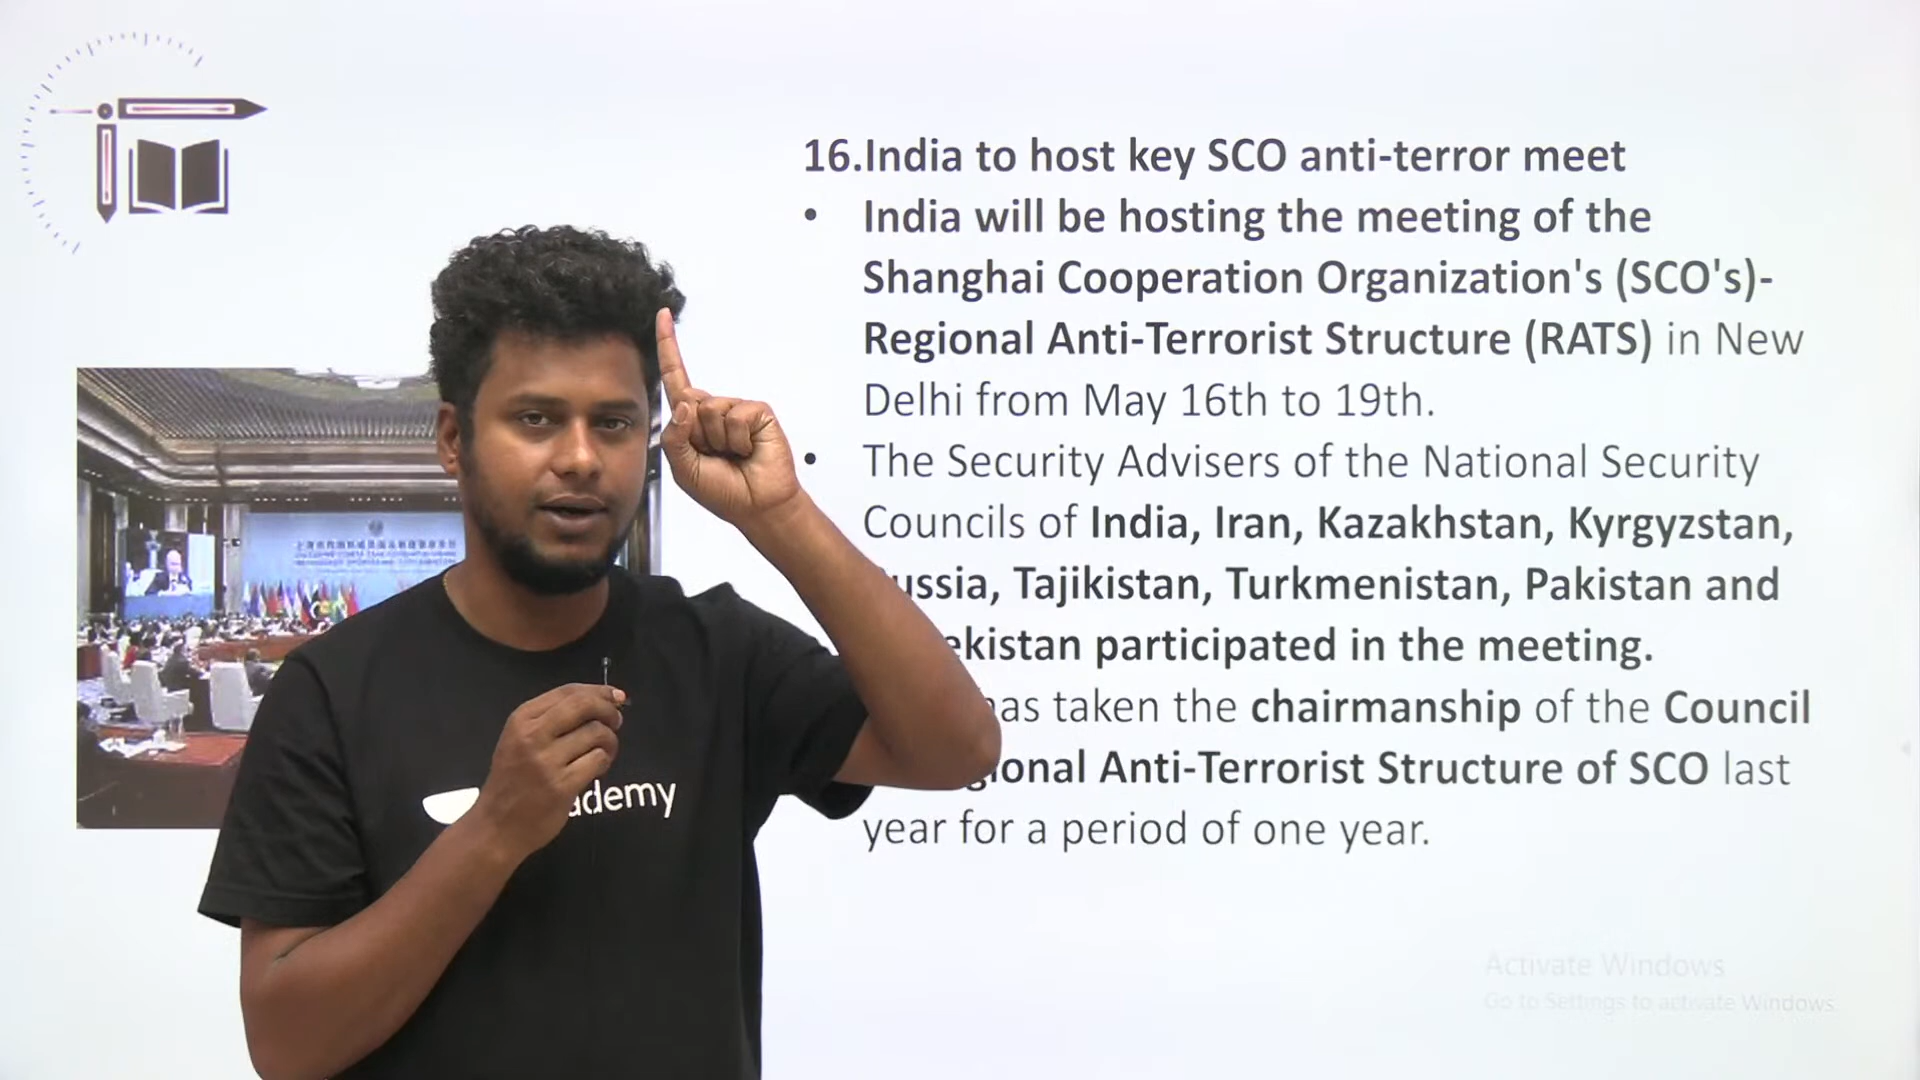 16.India to host key SCO anti-terror meet
• India will be hosting the meeting of the
Shanghai Cooperation Organization's (SCO's)-
Regional Anti-Terrorist Structure (RATS) in New
Delhi from May 16th to 19th.
• The Security Advisers of the National Security
Councils of India, Iran, Kazakhstan, Kyrgyzstan,
ussia, Tajikistan, Turkmenistan, Pakistan and
ekistan participated in the meeting.
has taken the chairmanship of the Council
ional Anti-Terrorist Structure of SCO last
year for a period of one year.
ademy
Activate Windows
Go to Settings to activate Windows.